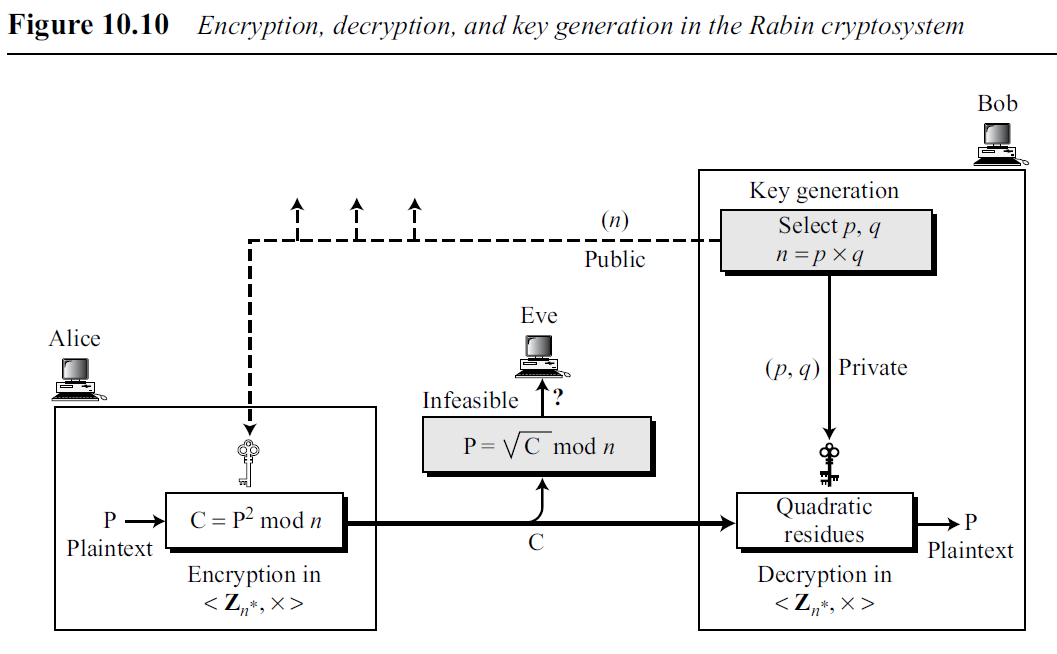 Figure 10.10 Encryption, decryption, and key generation in the Rabin cryptosystem
Bob
Key generation
Select p, q
n = p × q
(n)
Public
Eve
Alice
(p, q) Private
Infeasible ?
P = √C mod n
P
Plaintext
C = P² mod n
C
Quadratic
residues
P
Plaintext
Encryption in
< Zn*, × >
Decryption in
< Zn*, × >